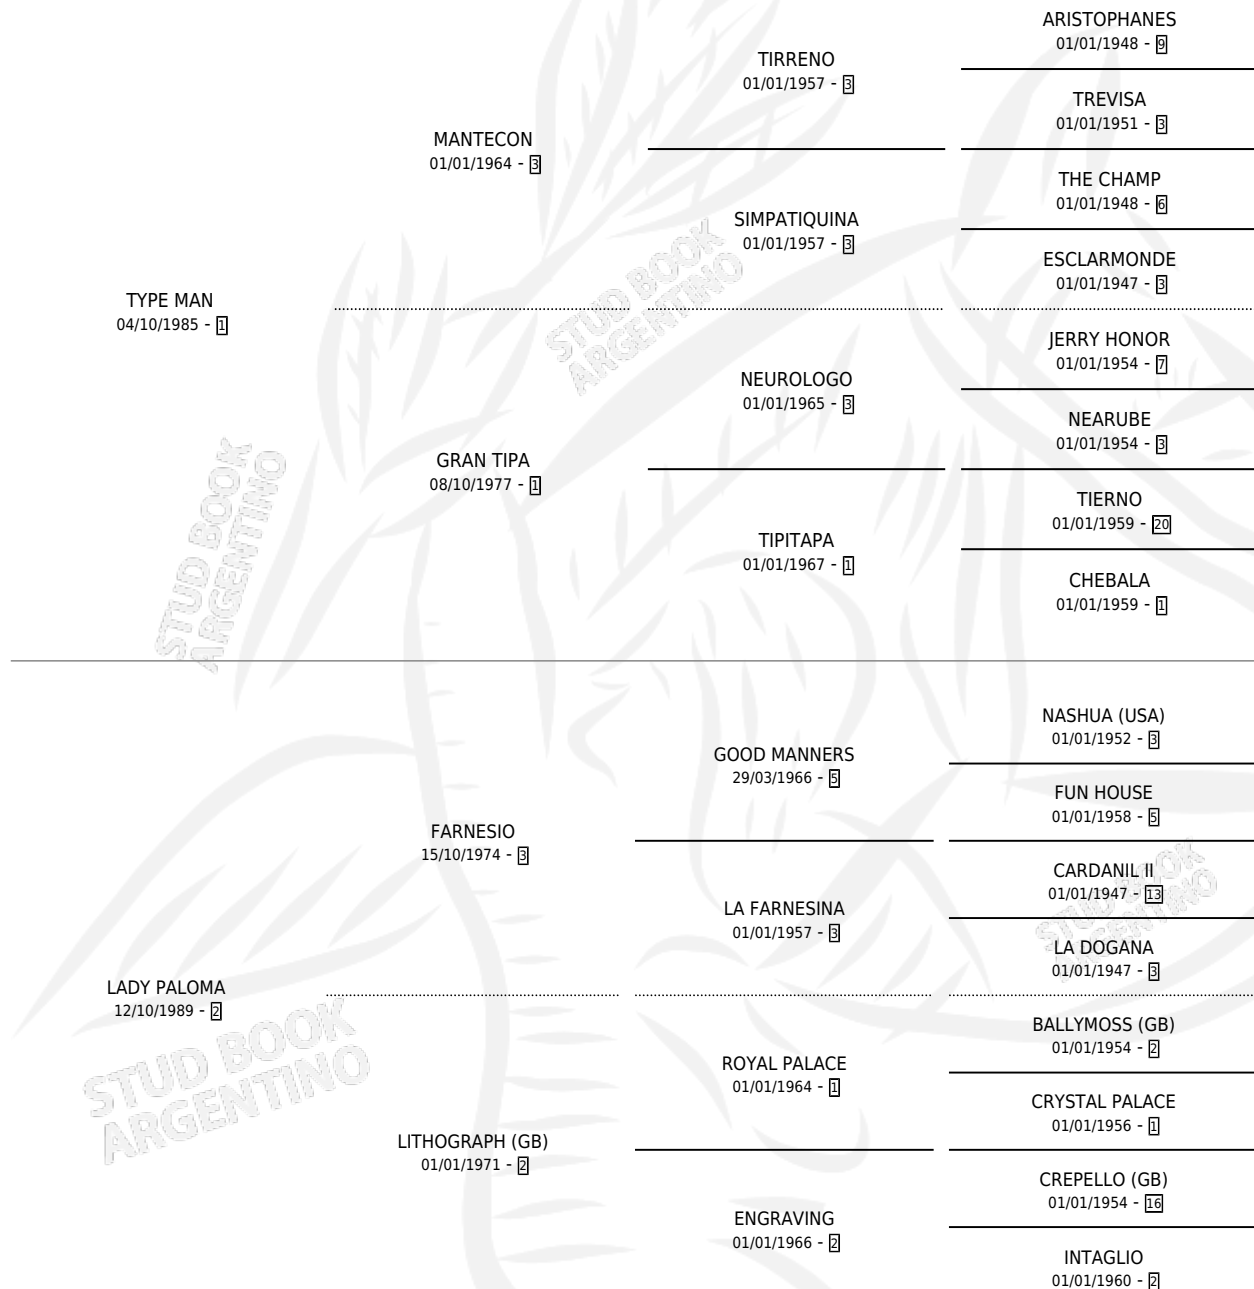 ARISTOPHANES
01/01/1948 - 9
TIRRENO
01/01/1957 - 3
TREVISA
01/01/1951 - 3
MANTECON
01/01/1964 - 3
THE CHAMP
01/01/1948 - 6
SIMPATIQUINA
01/01/1957 - 3
ESCLARMONDE
01/01/1947 - 3
TYPE MAN
04/10/1985 - 1
JERRY HONOR
01/01/1954 - 7
NEUROLOGO
01/01/1965 - 3
NEARUBE
01/01/1954 - 3
GRAN TIPA
08/10/1977 - 1
TIERNO
01/01/1959 - 20
TIPITAPA
01/01/1967 - 1
CHEBALA
01/01/1959 - 1
STUD BOOK
ARGENTINO
STUD BOOK
ARGENTINO
NASHUA (USA)
01/01/1952 - 3
GOOD MANNERS
29/03/1966 - 5
FUN HOUSE
01/01/1958 - 5
FARNESIO
15/10/1974 - 3
CARDANIL II
01/01/1947 - 13
LA FARNESINA
01/01/1957 - 3
LA DOGANA
01/01/1947 - 3
LADY PALOMA
12/10/1989 - 2
BALLYMOSS (GB)
01/01/1954 - 2
ROYAL PALACE
01/01/1964 - 1
CRYSTAL PALACE
01/01/1956 - 1
LITHOGRAPH (GB)
01/01/1971 - 2
CREPELLO (GB)
01/01/1954 - 16
ENGRAVING
01/01/1966 - 2
INTAGLIO
01/01/1960 - 2
STUD BOOK
ARGENTINO
STUD BOOK
ARGENTINO